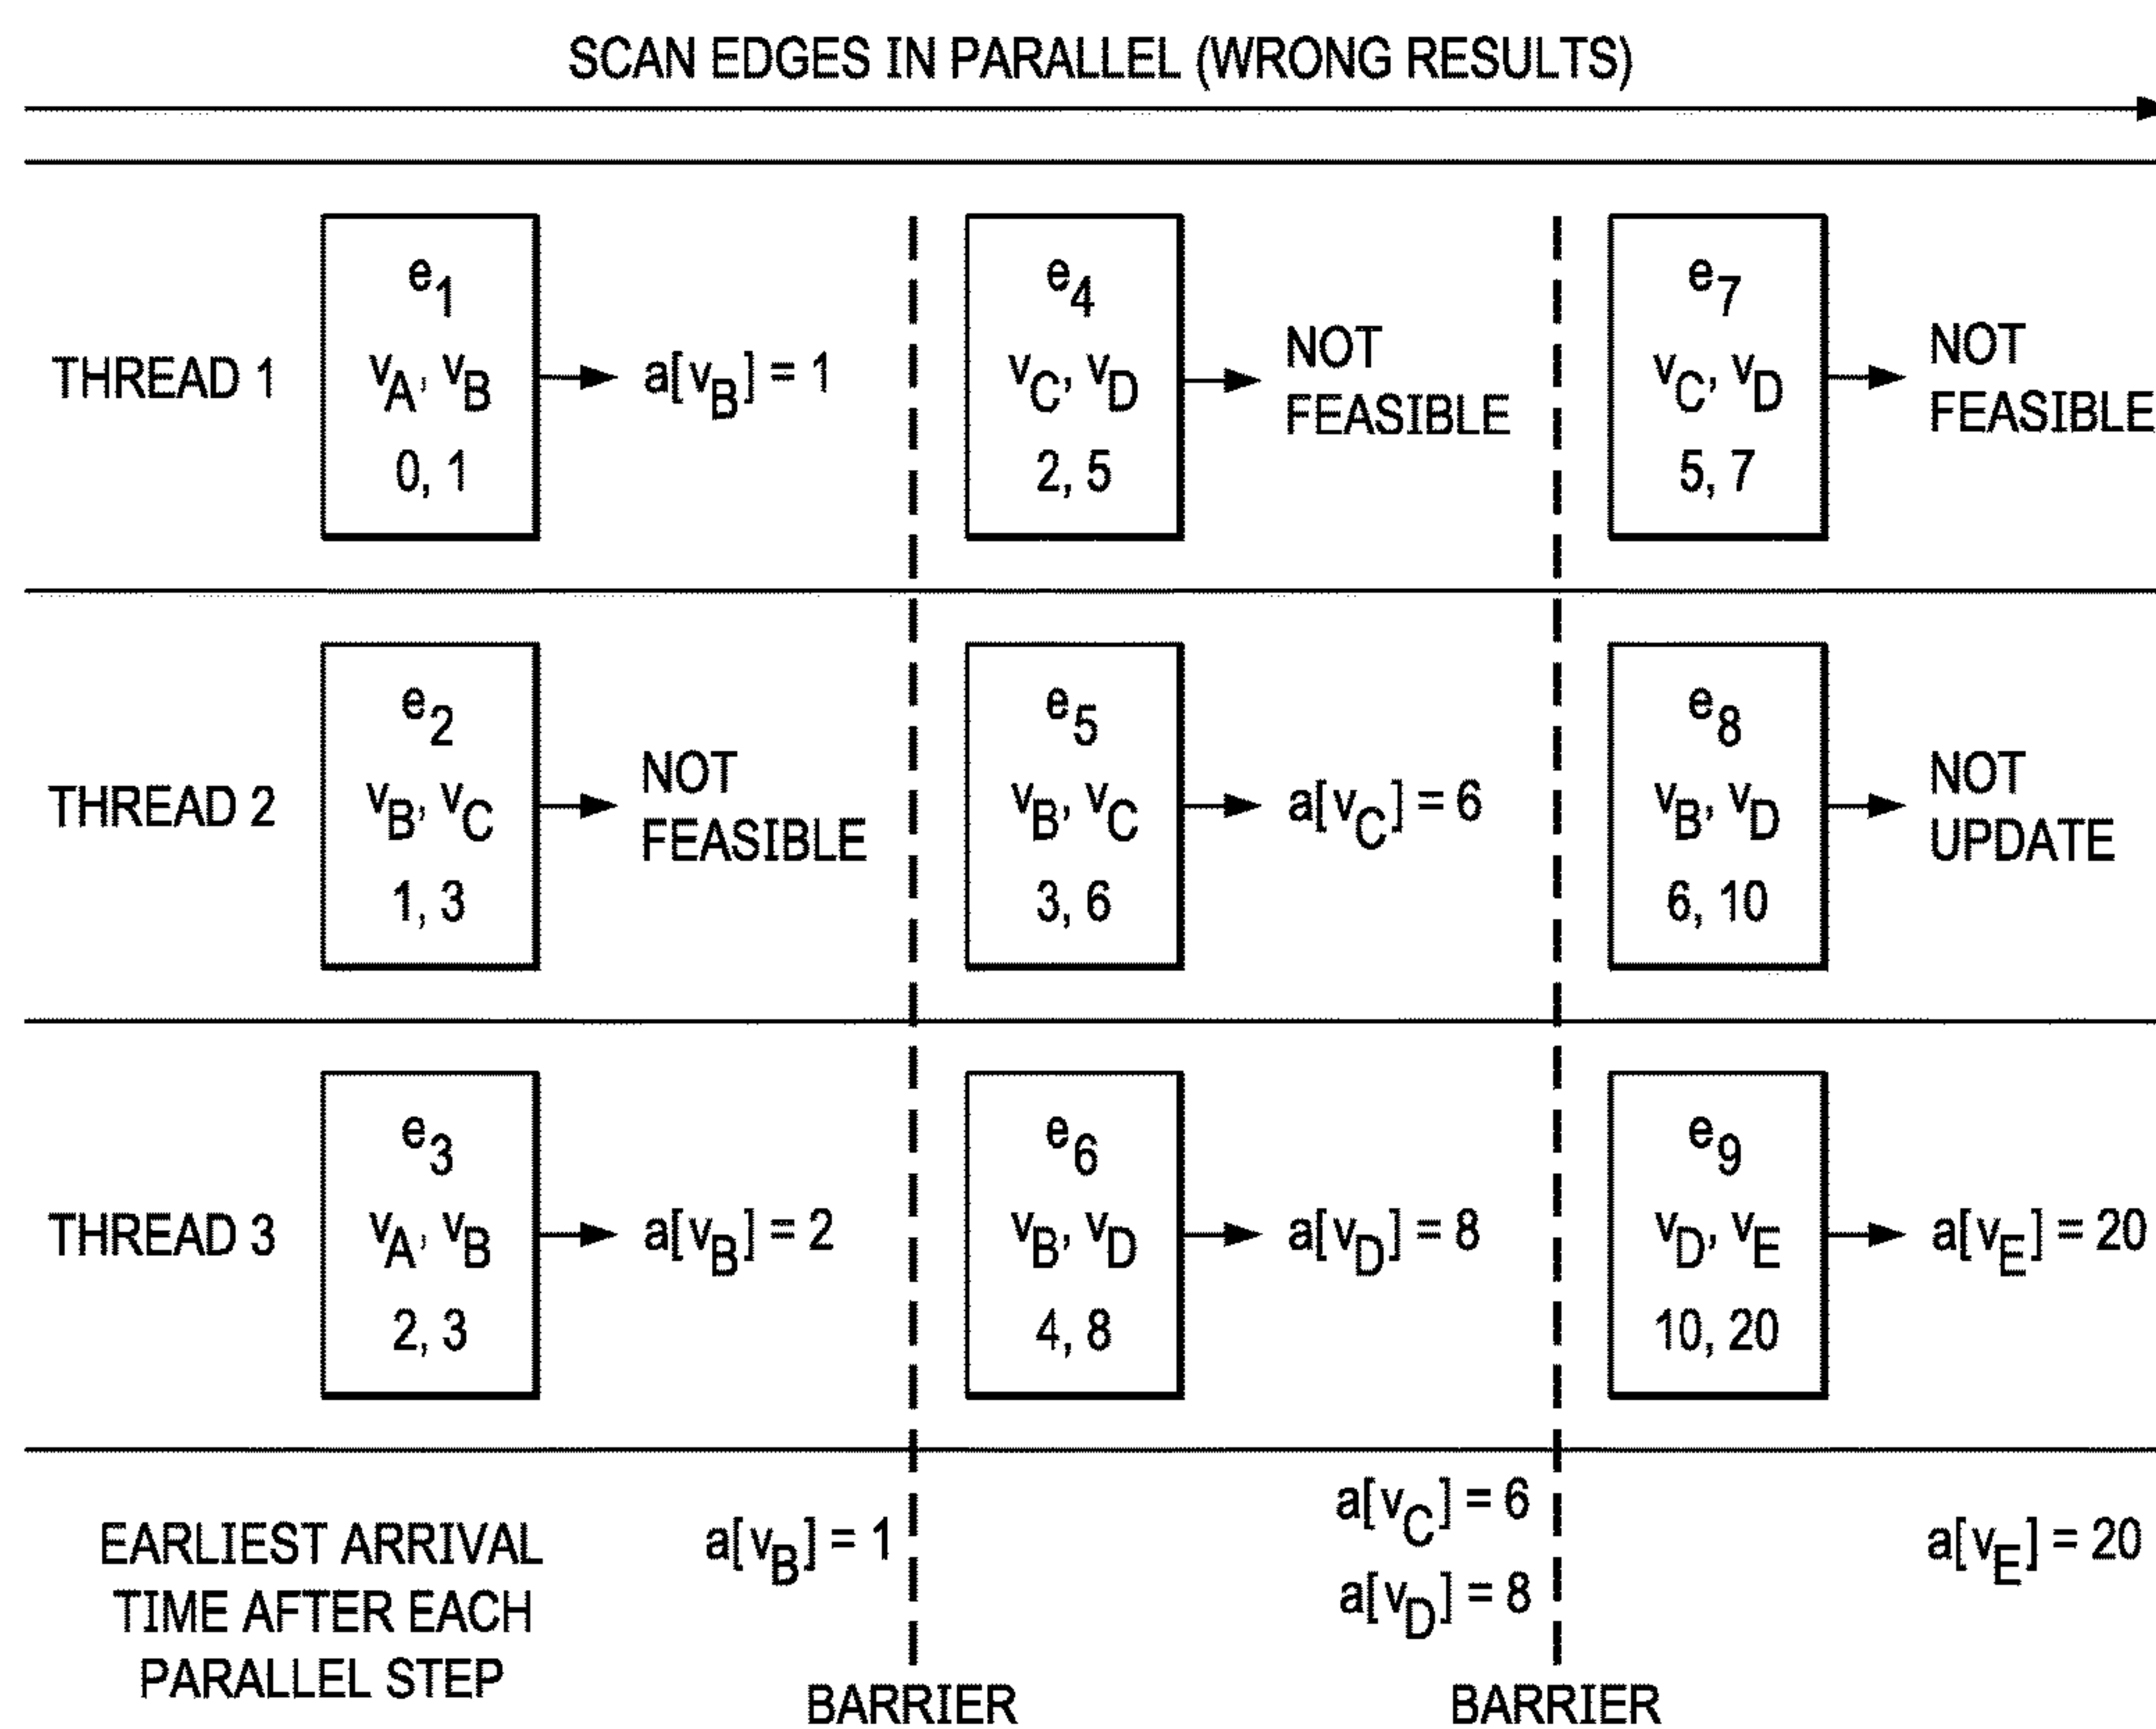 SCAN EDGES IN PARALLEL (WRONG RESULTS)
THREAD 1
e1
vA, vB
0, 1
a[vB] = 1
e4
vC, vD
2, 5
NOT
FEASIBLE
e7
vC, vD
5, 7
NOT
FEASIBLE
THREAD 2
e2
vB, vC
1, 3
NOT
FEASIBLE
e5
vB, vC
3, 6
a[vC] = 6
e8
vB, vD
6, 10
NOT
UPDATE
THREAD 3
e3
vA, vB
2, 3
a[vB] = 2
e6
vB, vD
4, 8
a[vD] = 8
e9
vD, vE
10, 20
a[vE] = 20
EARLIEST ARRIVAL
TIME AFTER EACH
PARALLEL STEP
a[vB] = 1
BARRIER
a[vC] = 6
a[vD] = 8
BARRIER
a[vE] = 20